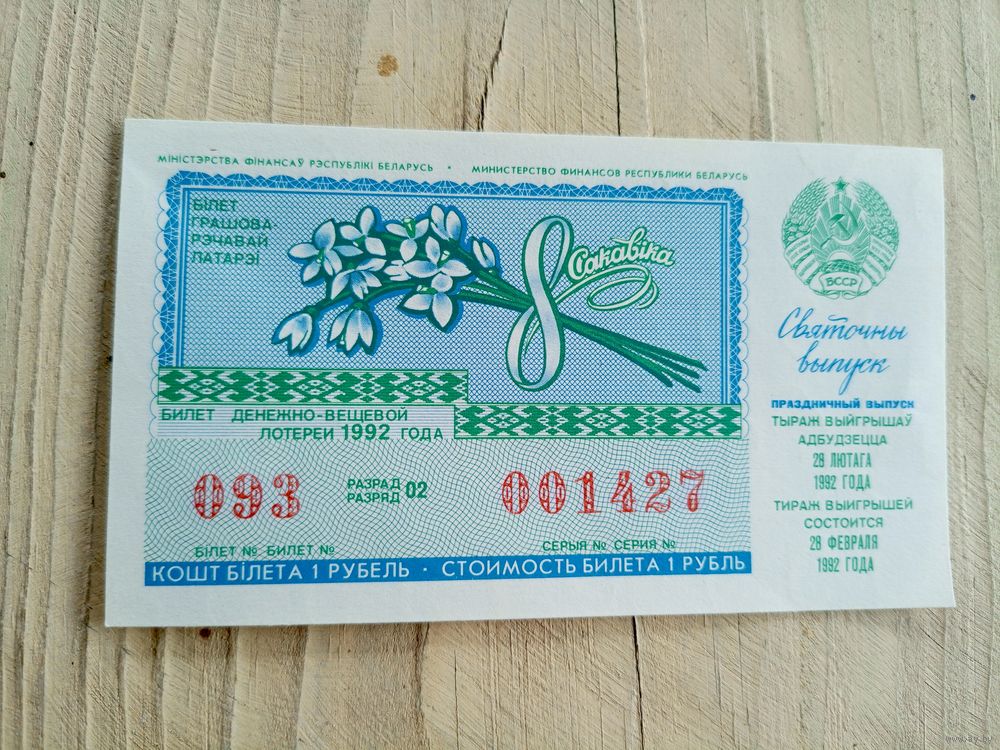 МІНІСТЭРСТВА ФІНАНСАЎ РЭСПУБЛІКІ БЕЛАРУСЬ • МИНИСТЕРСТВО ФИНАНСОВ РЕСПУБЛИКИ БЕЛАРУСЬ
БІЛЕТ
ГРАШОВА-
РЭЧАВАЙ
ЛАТАРЭІ
8 Сакавіка
БИЛЕТ ДЕНЕЖНО-ВЕЩЕВОЙ
ЛОТЕРЕИ 1992 ГОДА
093
РАЗРАД
РАЗРЯД 02
001427
БІЛЕТ № БИЛЕТ №
СЕРЫЯ № СЕРИЯ №
КОШТ БІЛЕТА 1 РУБЕЛЬ • СТОИМОСТЬ БИЛЕТА 1 РУБЛЬ
БССР
Святочны
выпуск
ПРАЗДНИЧНЫЙ ВЫПУСК
ТЫРАЖ ВЫЙГРЫШАЎ
АДБУДЗЕЦЦА
28 ЛЮТАГА
1992 ГОДА
ТИРАЖ ВЫИГРЫШЕЙ
СОСТОИТСЯ
28 ФЕВРАЛЯ
1992 ГОДА
www.ay.by